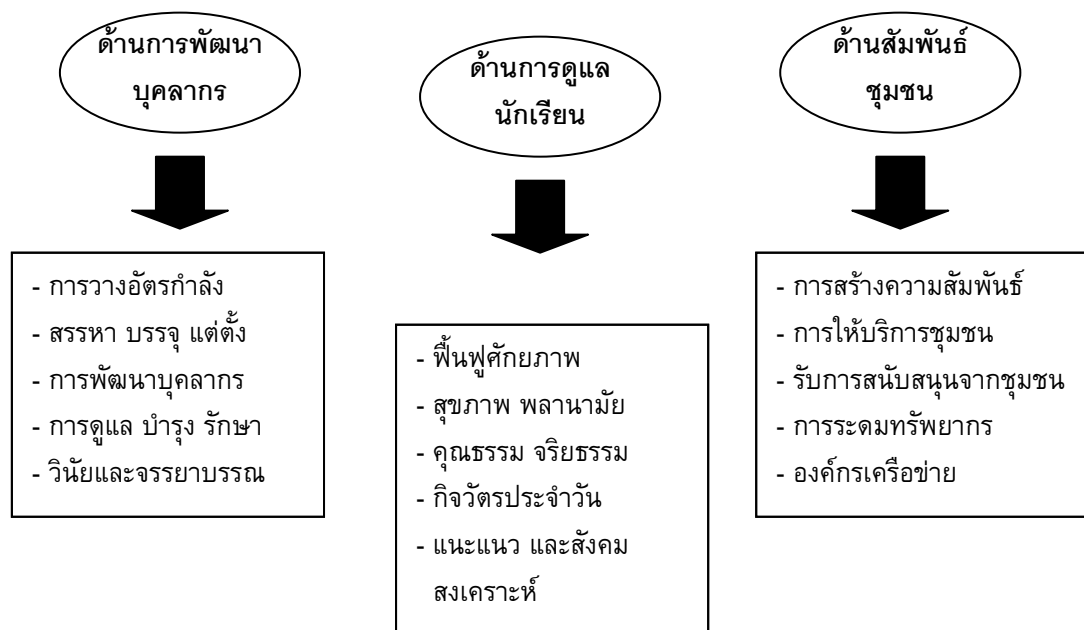 ด้านการพัฒนา
บุคลากร
ด้านการดูแล
นักเรียน
ด้านสัมพันธ์
ชุมชน
- การวางอัตรากำลัง
- สรรหา บรรจุ แต่ตั้ง
- การพัฒนาบุคลากร
- การดูแล บำรุง รักษา
- วินัยและจรรยาบรรณ
- ฟื้นฟูศักยภาพ
- สุขภาพ พลานามัย
- คุณธรรม จริยธรรม
- กิจวัตรประจำวัน
- แนะแนว และสังคม
สงเคราะห์
- การสร้างความสัมพันธ์
- การให้บริการชุมชน
- รับการสนับสนุนจากชุมชน
- การระดมทรัพยากร
- องค์กรเครือข่าย